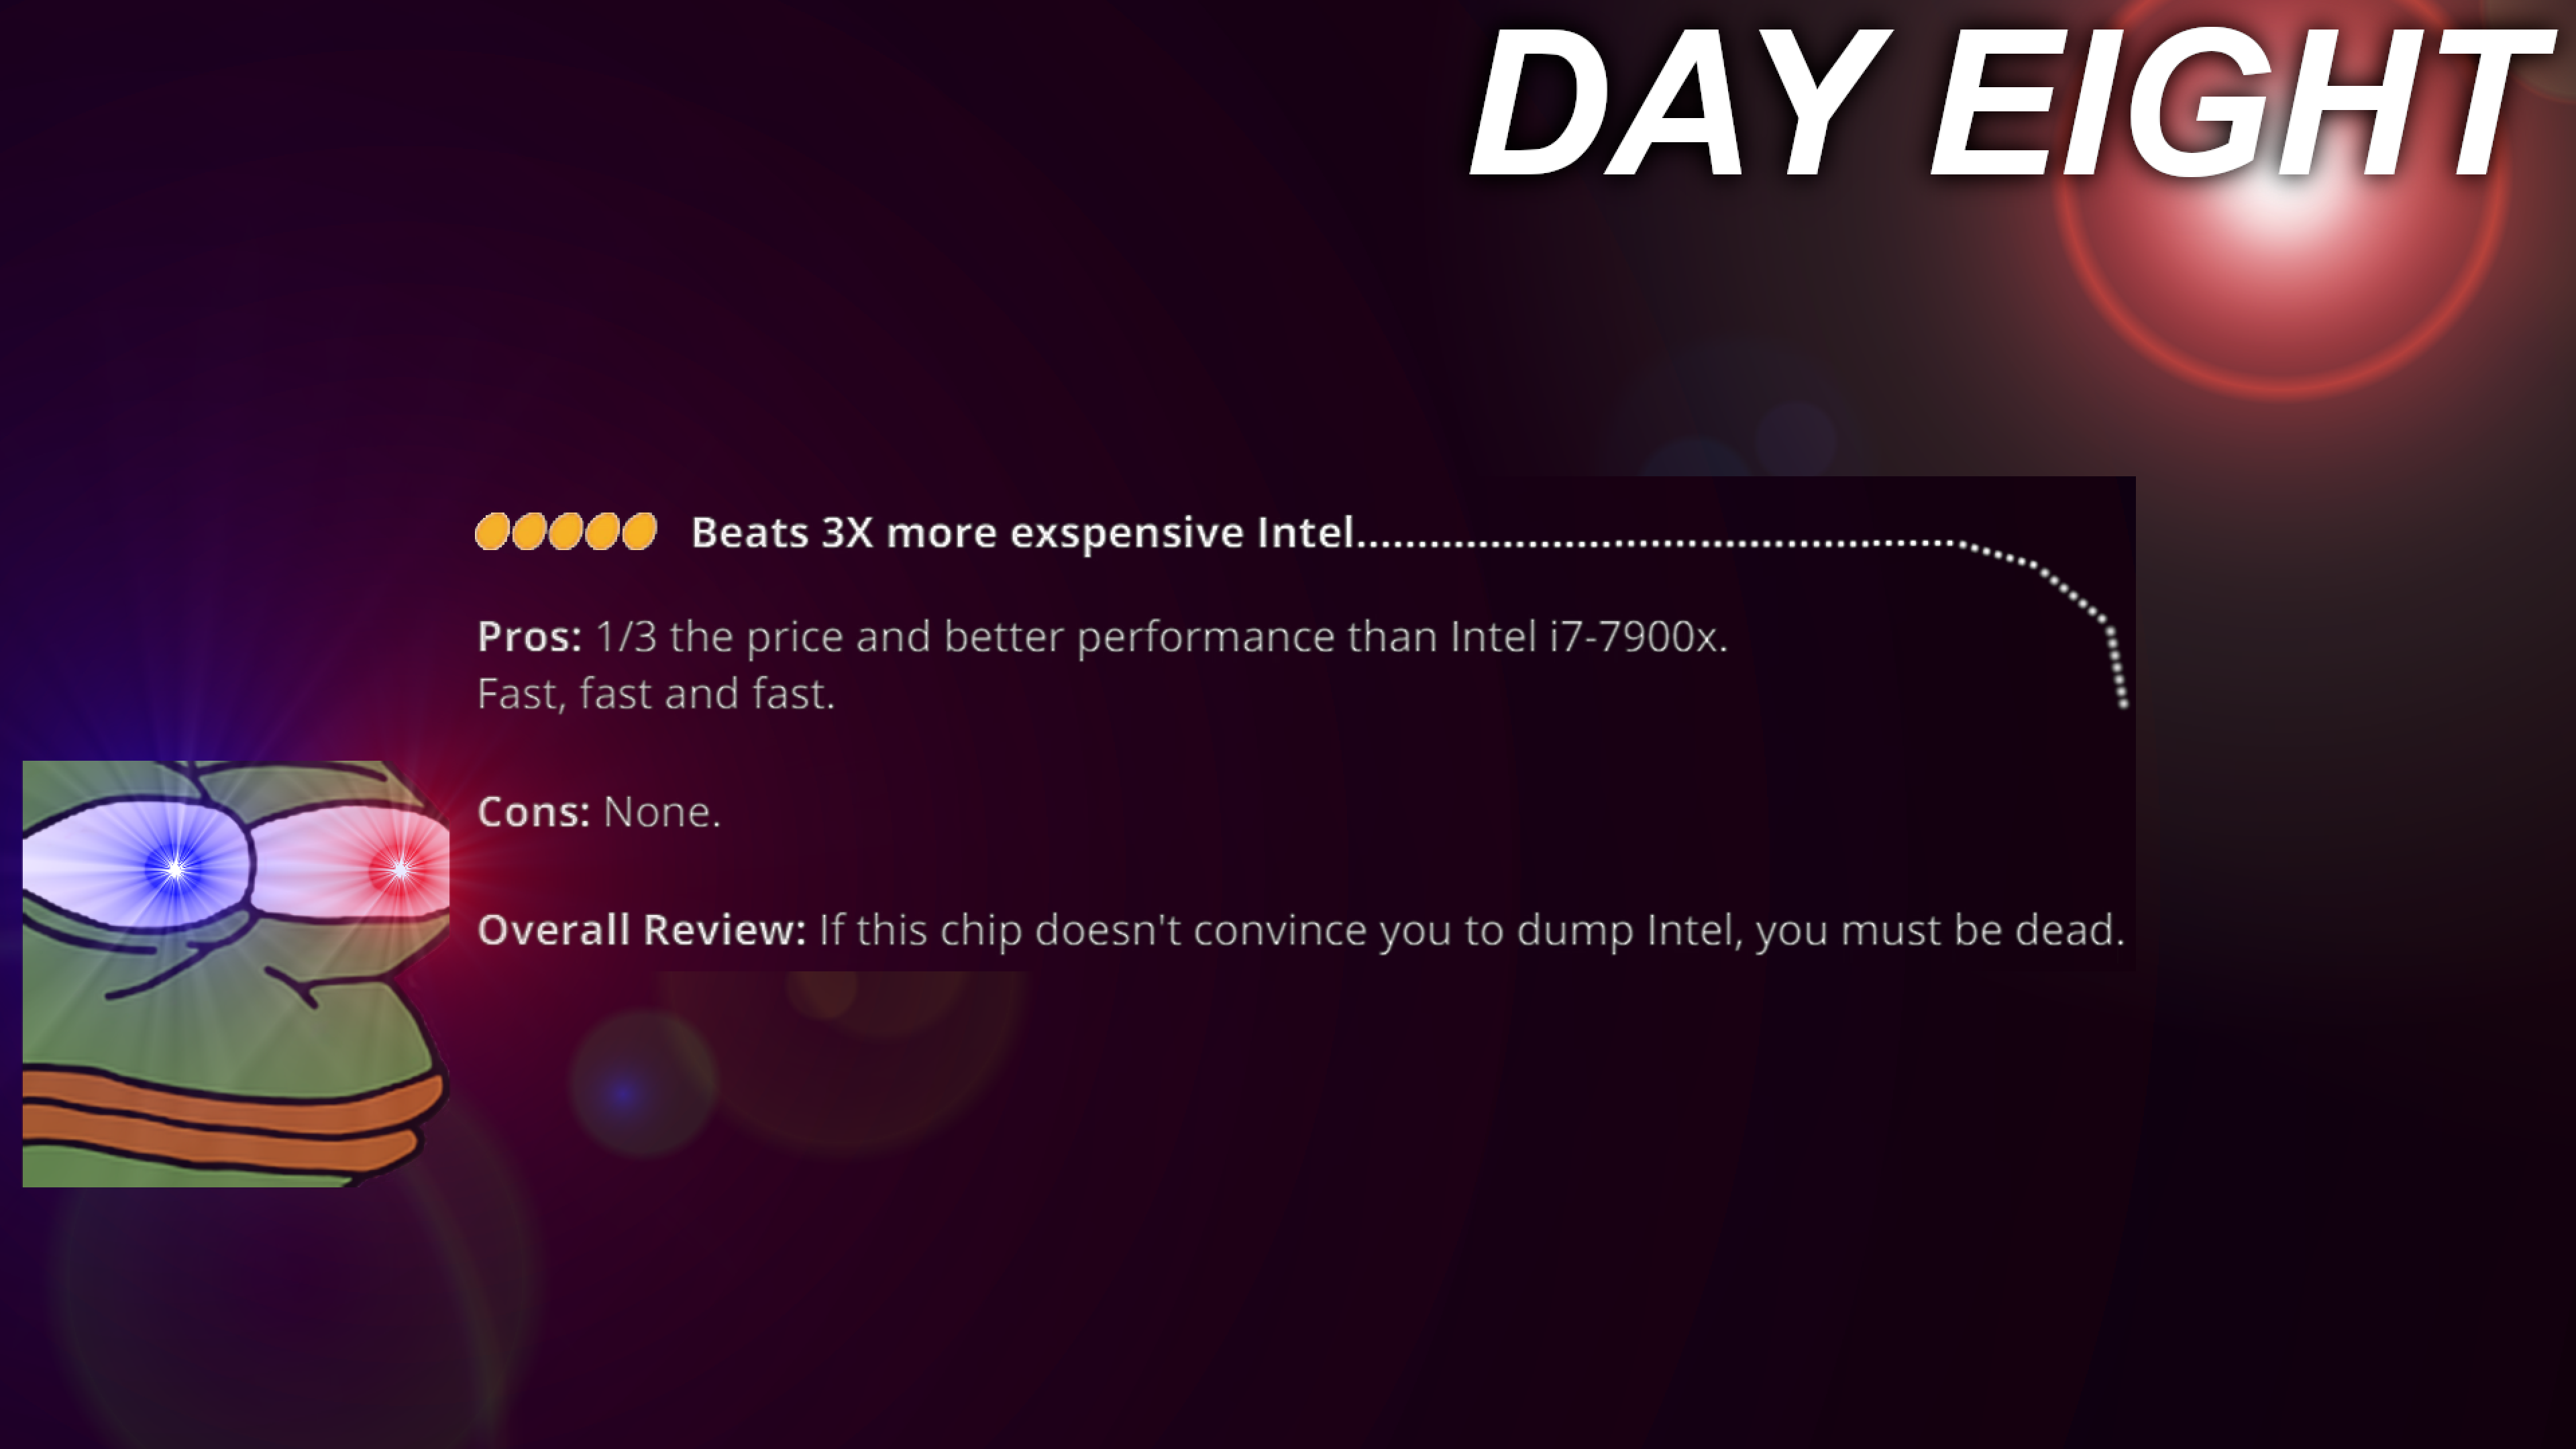 DAY EIGHT
Beats 3X more exspensive Intel......................................................................
Pros: 1/3 the price and better performance than Intel i7-7900x.
Fast, fast and fast.
Cons: None.
Overall Review: If this chip doesn't convince you to dump Intel, you must be dead.